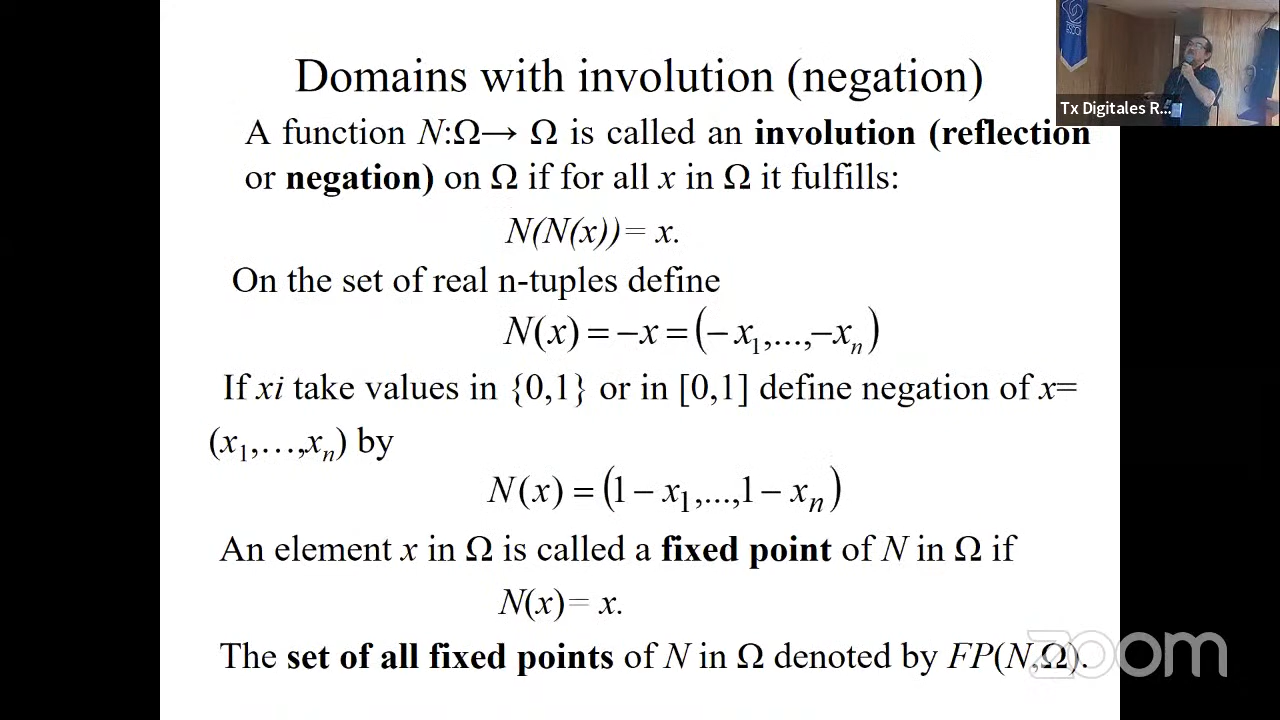 Domains with involution (negation)
A function N:Ω→ Ω is called an involution (reflection
or negation) on Ω if for all x in Ω it fulfills:
N(N(x))= x.
On the set of real n-tuples define
N(x) = −x = (− x₁,...,−xₙ)
If xi take values in {0,1} or in [0,1] define negation of x=
(x₁,…,xₙ) by
N(x) = (1 − x₁,...,1 − xₙ)
An element x in Ω is called a fixed point of N in Ω if
N(x)= x.
The set of all fixed points of N in Ω denoted by FP(N,Ω).
Tx Digitales R...
zoom